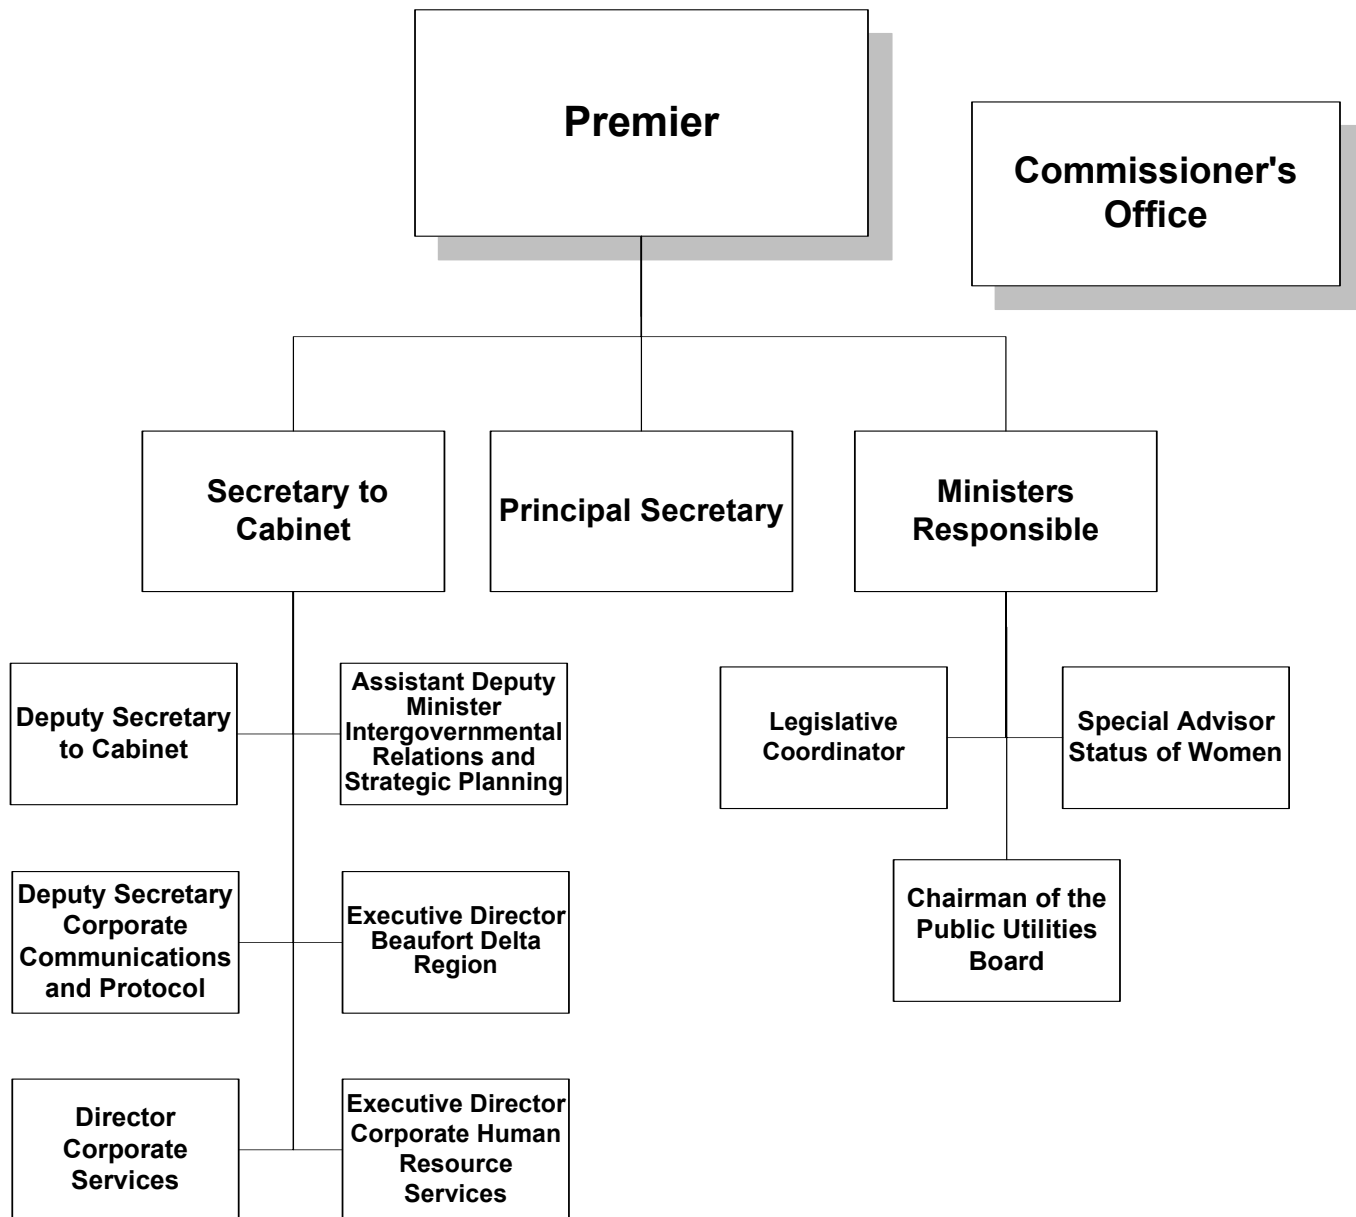 Premier
Commissioner's
Office
Secretary to
Cabinet
Principal Secretary
Ministers
Responsible
Deputy Secretary
to Cabinet
Assistant Deputy
Minister
Intergovernmental
Relations and
Strategic Planning
Legislative
Coordinator
Special Advisor
Status of Women
Deputy Secretary
Corporate
Communications
and Protocol
Executive Director
Beaufort Delta
Region
Chairman of the
Public Utilities
Board
Director
Corporate
Services
Executive Director
Corporate Human
Resource
Services